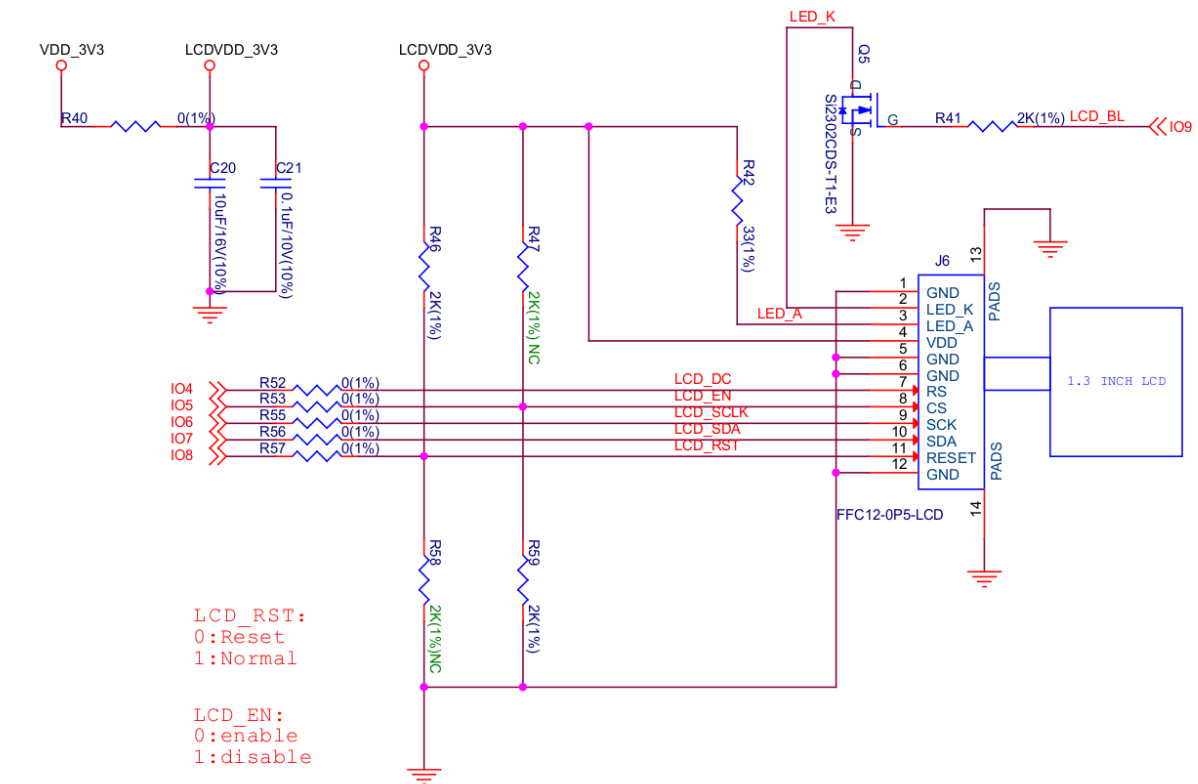 LED_K
VDD_3V3
LCDVDD_3V3
LCDVDD_3V3
Q5
D
S
G
Si2302CDS-T1-E3
R41
2K(1%)
LCD_BL
IO9
R40
0(1%)
C20
10uF/16V(10%)
C21
0.1uF/10V(10%)
R42
33(1%)
R46
2K(1%)
R47
2K(1%) NC
LED_A
J6
13
PADS
1 GND
2 LED_K
3 LED_A
4 VDD
5 GND
6 GND
7 RS
8 CS
9 SCK
10 SDA
11 RESET
12 GND
PADS
14
FFC12-0P5-LCD
1.3 INCH LCD
IO4 R52 0(1%) LCD_DC
IO5 R53 0(1%) LCD_EN
IO6 R55 0(1%) LCD_SCLK
IO7 R56 0(1%) LCD_SDA
IO8 R57 0(1%) LCD_RST
R58
2K(1%)NC
R59
2K(1%)
LCD_RST:
0:Reset
1:Normal
LCD_EN:
0:enable
1:disable